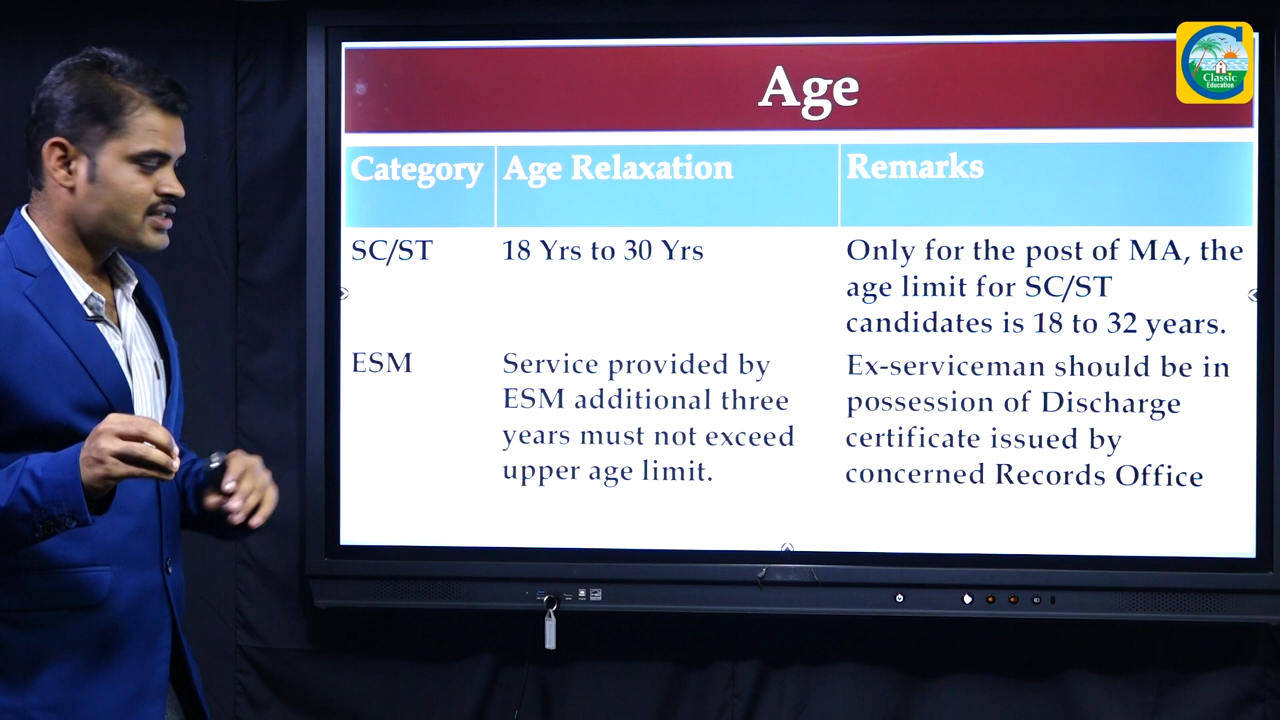 Age
Classic
Education
Category
Age Relaxation
Remarks
SC/ST
18 Yrs to 30 Yrs
Only for the post of MA, the
age limit for SC/ST
candidates is 18 to 32 years.
ESM
Service provided by
ESM additional three
years must not exceed
upper age limit.
Ex-serviceman should be in
possession of Discharge
certificate issued by
concerned Records Office